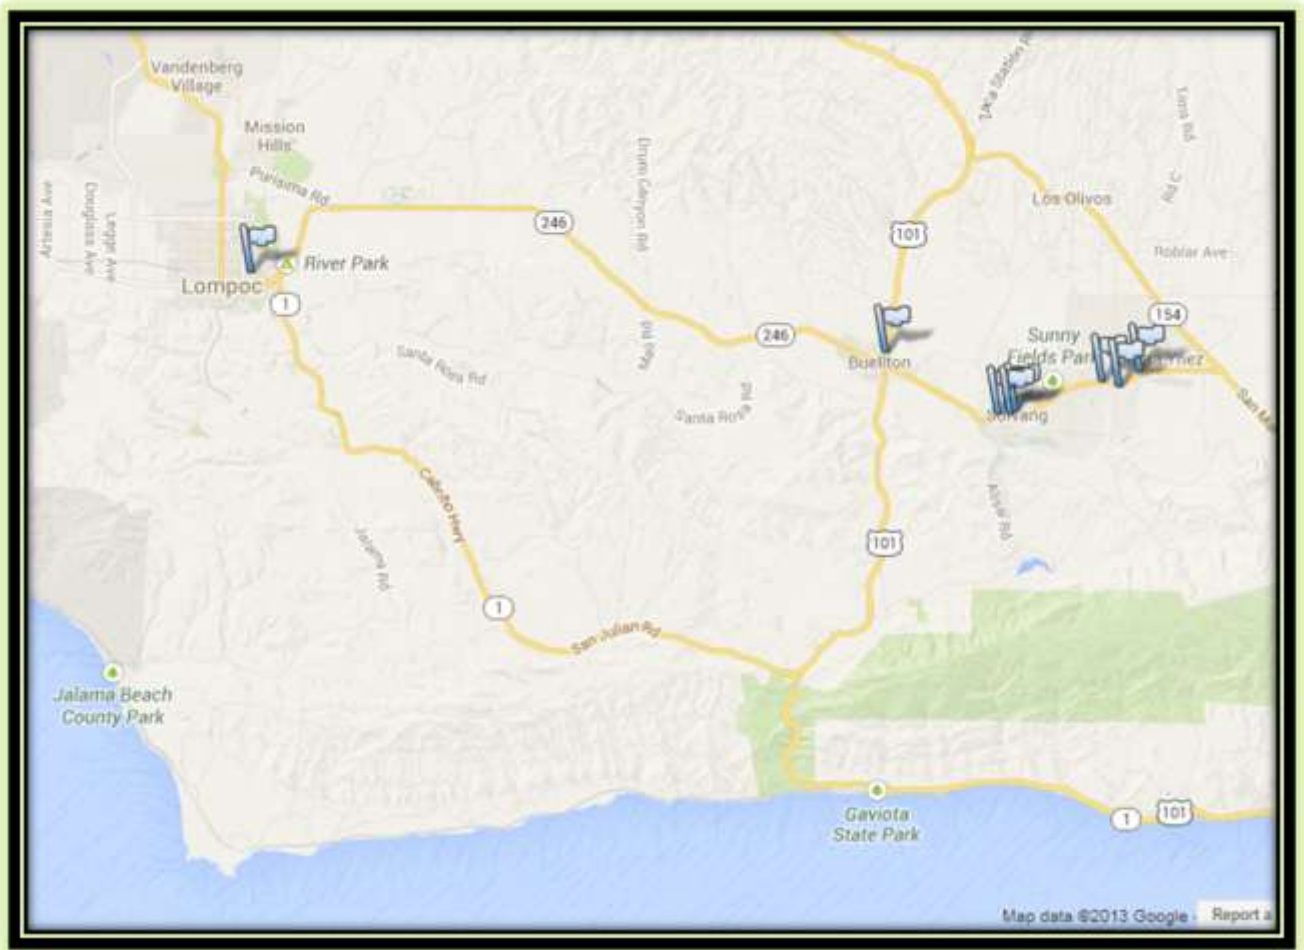 Vandenberg
Village
Mission
Hills
Purisima Rd
246
River Park
Lompoc
1
Artesia Ave
Douglass Ave
Legge Ave
Drum Canyon Rd
101
Los Olivos
Roblar Ave
154
Sunny
Fields Park
246
Buellton
Solvang
Santa Rosa Rd
Santa Rosa Rd
Alisal Rd
Cabrillo Hwy
Jalama Rd
101
1
San Julian Rd
Jalama Beach
County Park
Gaviota
State Park
1
101
Map data ©2013 Google -
Report a